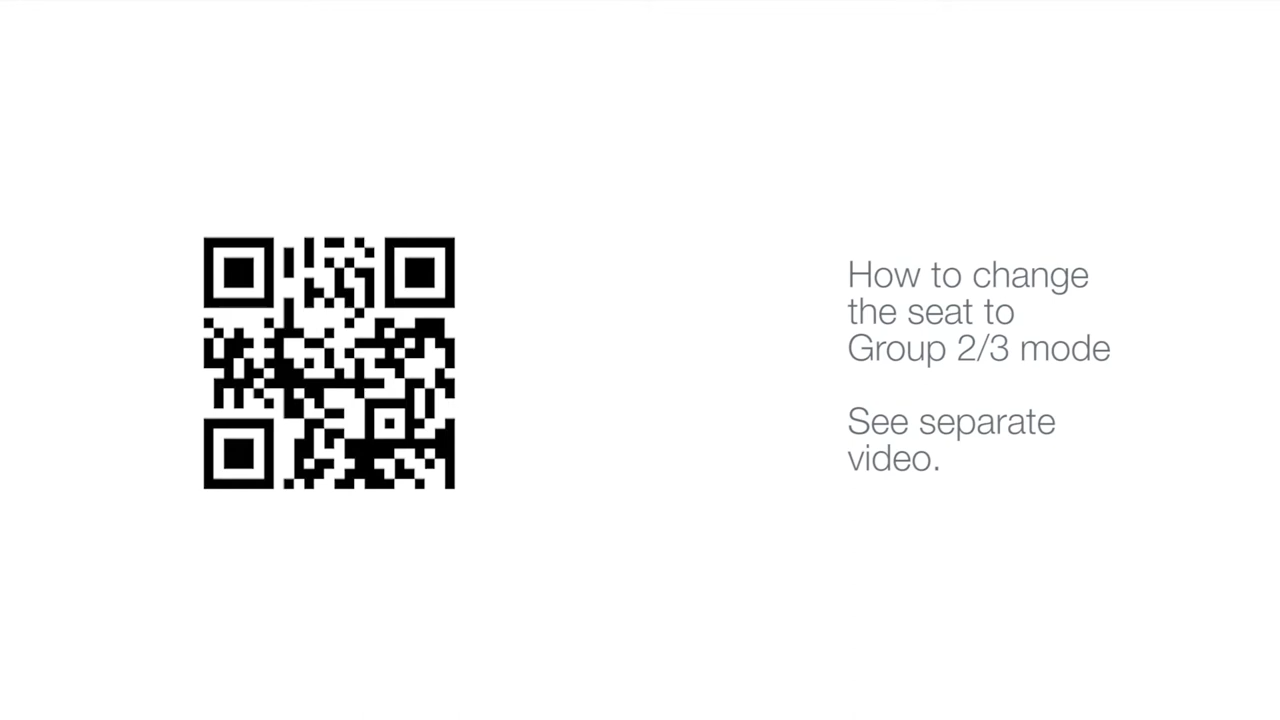 How to change
the seat to
Group 2/3 mode
See separate
video.